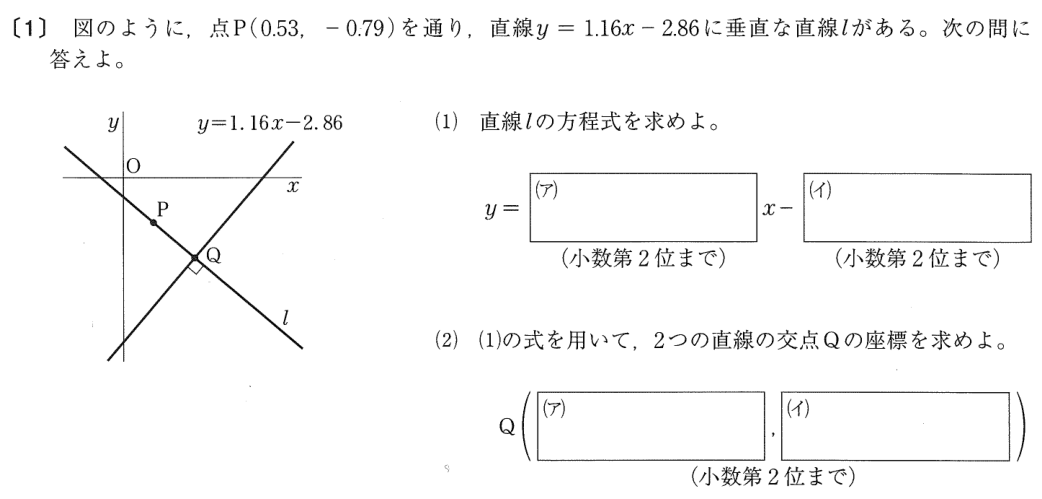 〔1〕 図のように，点P(0.53, －0.79)を通り，直線y = 1.16x－2.86に垂直な直線lがある。次の問に
答えよ。
y
y=1.16x－2.86
O
x
P
Q
l
(1) 直線lの方程式を求めよ。
y = (ア) x－ (イ)
(小数第2位まで) (小数第2位まで)
(2) (1)の式を用いて，2つの直線の交点Qの座標を求めよ。
Q( (ア) , (イ) )
(小数第2位まで)